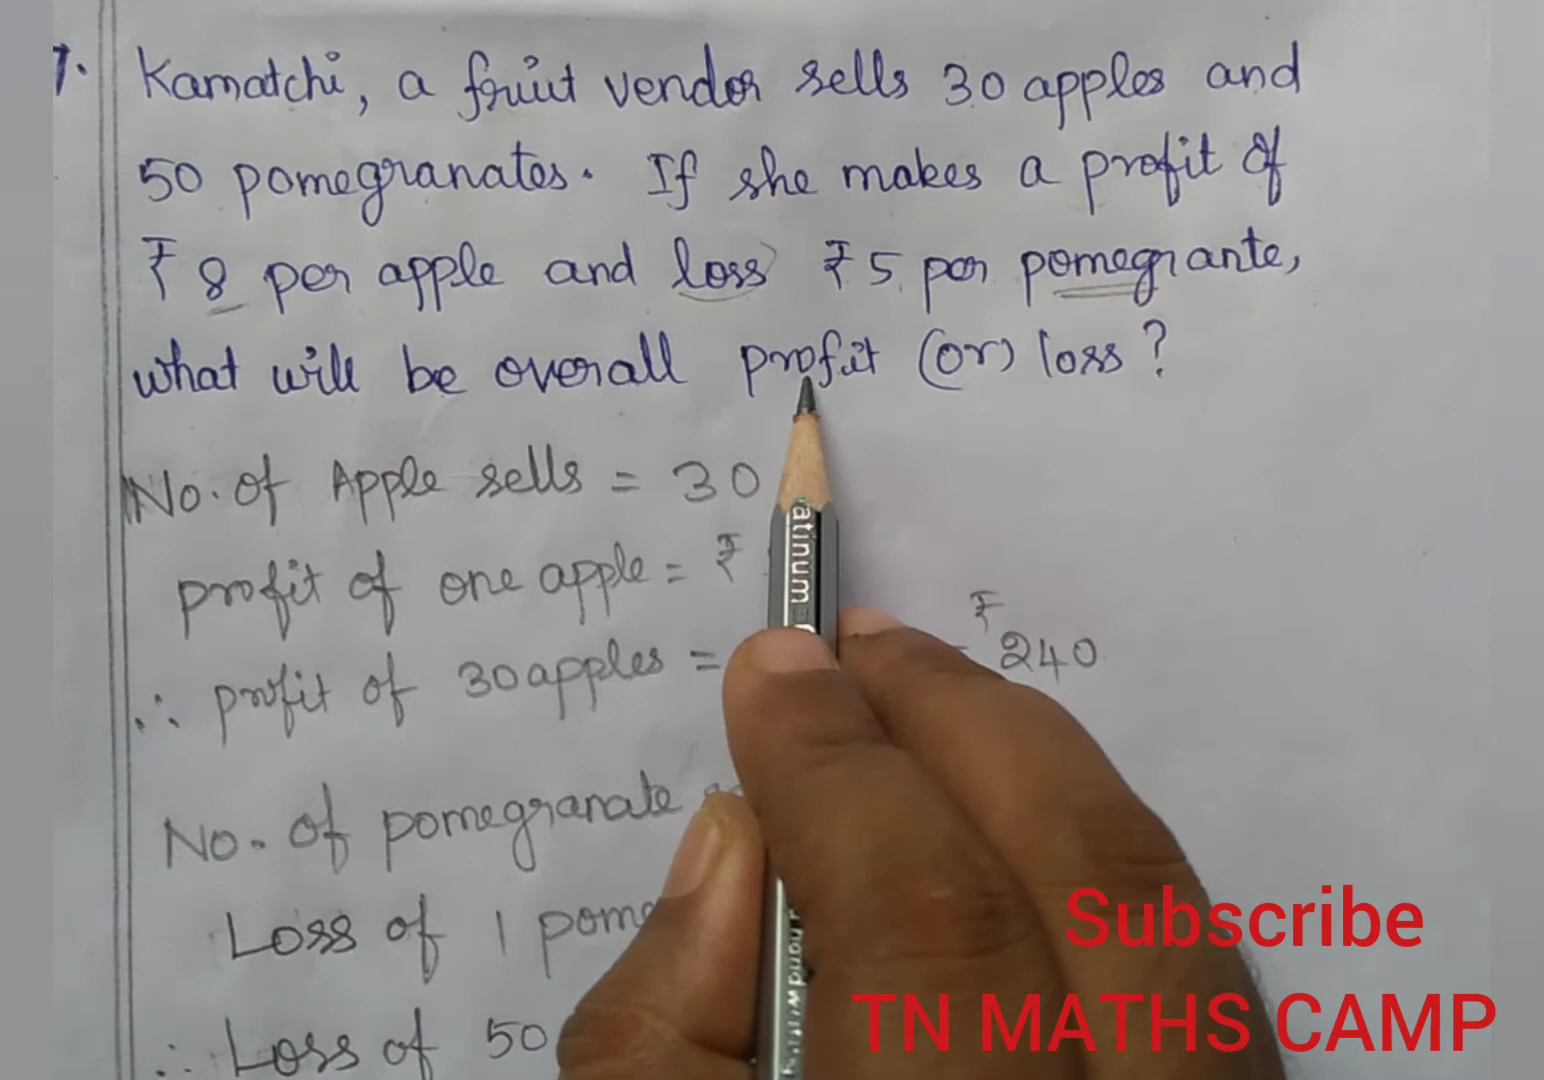 7. Kamatchi, a fruit vendor sells 30 apples and
50 pomegranates. If she makes a profit of
₹ 8 per apple and loss ₹ 5 per pomegrante,
what will be overall profit (or) loss?
No. of Apple sells = 30
profit of one apple = ₹
∴ profit of 30 apples = ₹ 240
No. of pomegranate
Loss of 1
∴ Loss of 50
atinum
Subscribe
TN MATHS CAMP